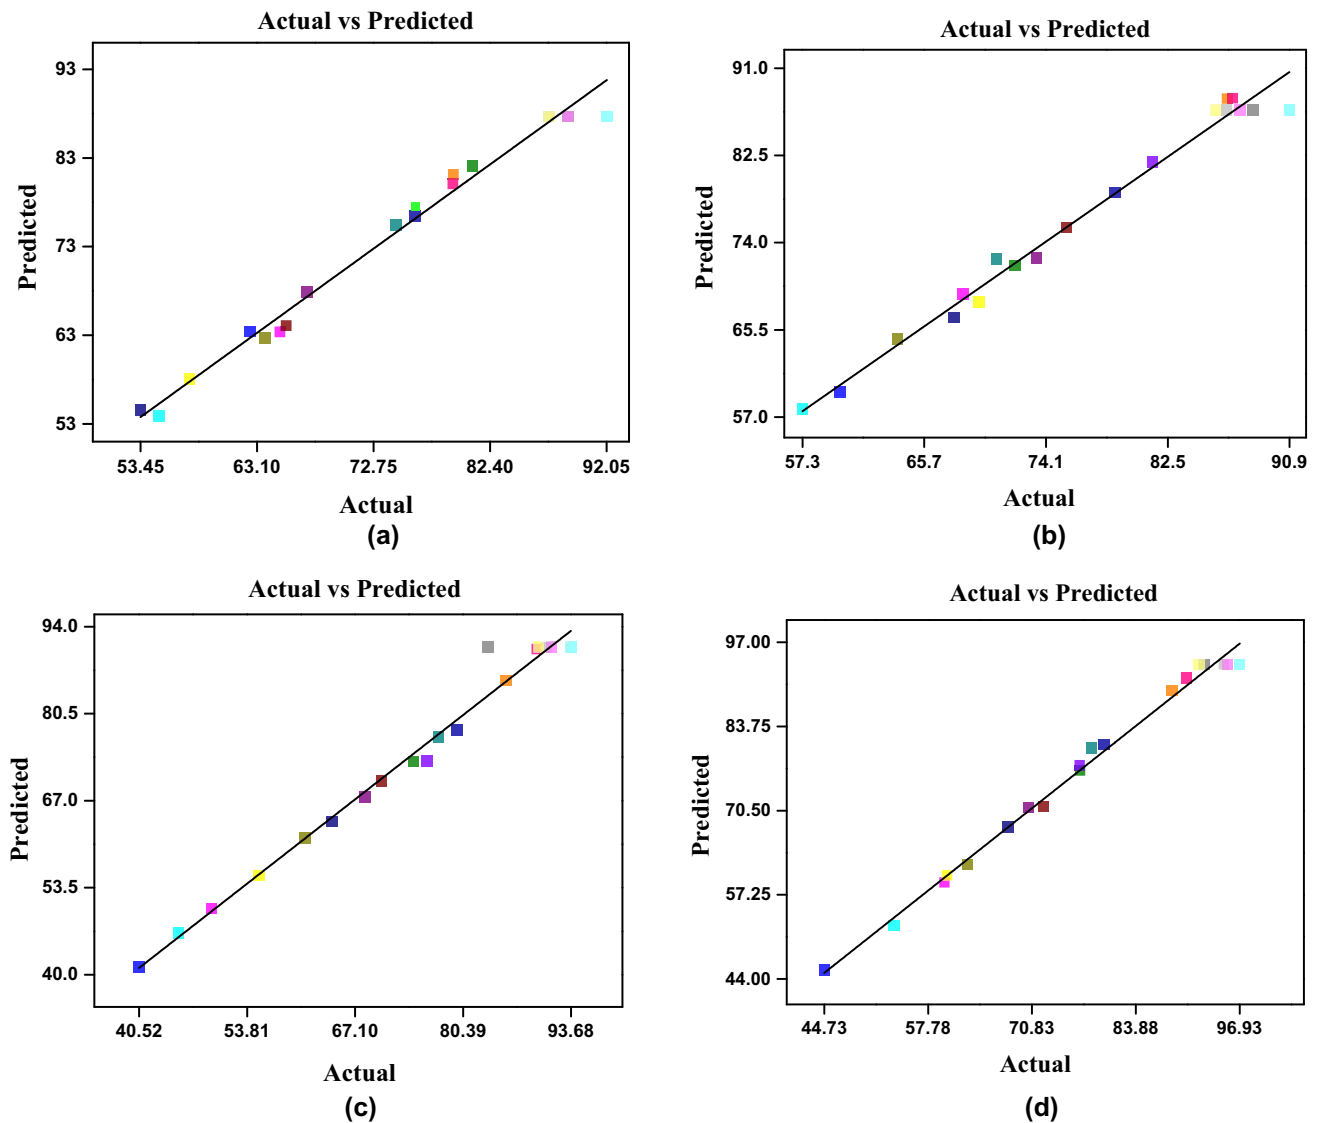 Actual vs Predicted
93
83
73
63
53
Predicted
53.45 63.10 72.75 82.40 92.05
Actual
(a)
Actual vs Predicted
91.0
82.5
74.0
65.5
57.0
Predicted
57.3 65.7 74.1 82.5 90.9
Actual
(b)
Actual vs Predicted
94.0
80.5
67.0
53.5
40.0
Predicted
40.52 53.81 67.10 80.39 93.68
Actual
(c)
Actual vs Predicted
97.00
83.75
70.50
57.25
44.00
Predicted
44.73 57.78 70.83 83.88 96.93
Actual
(d)